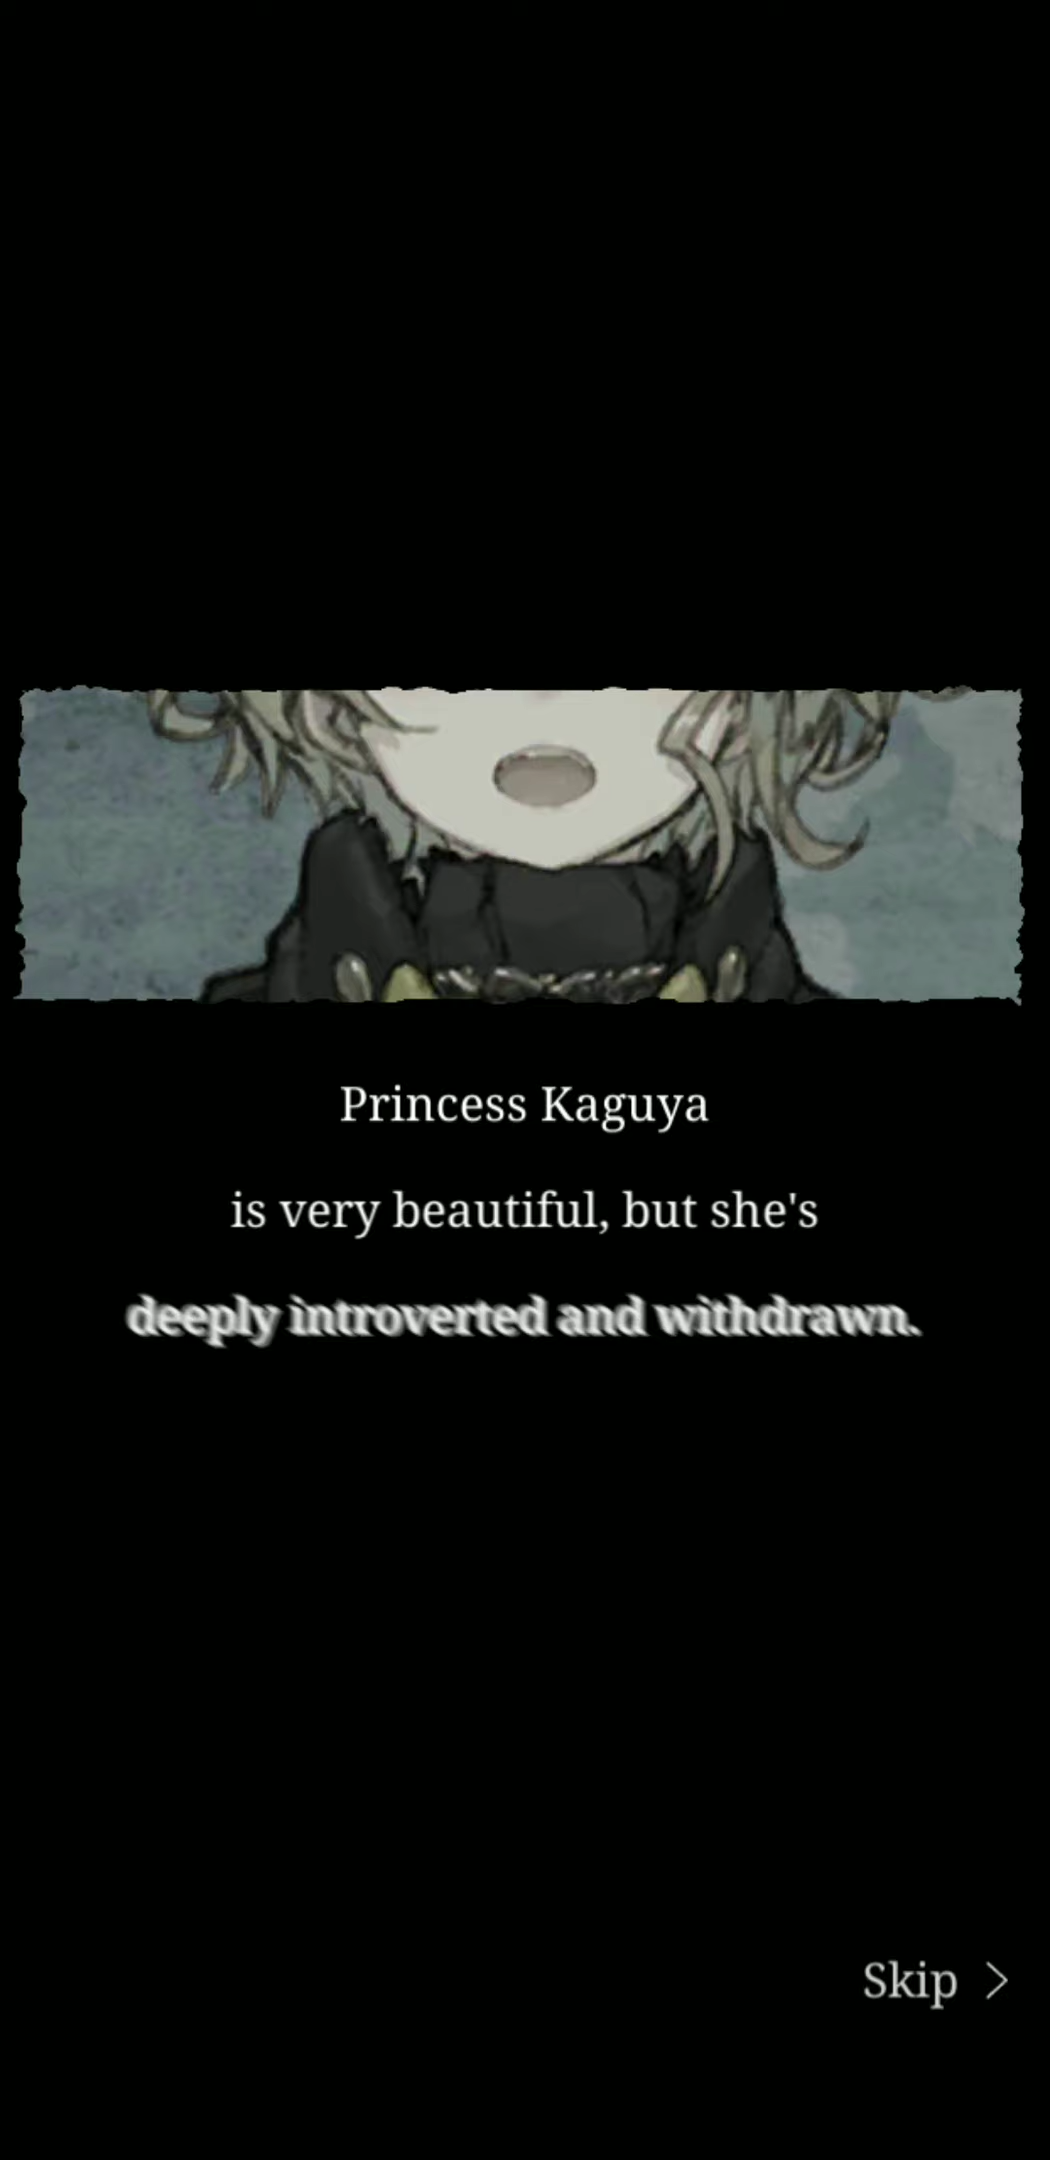 Princess Kaguya
is very beautiful, but she's
deeply introverted and withdrawn.
Skip >